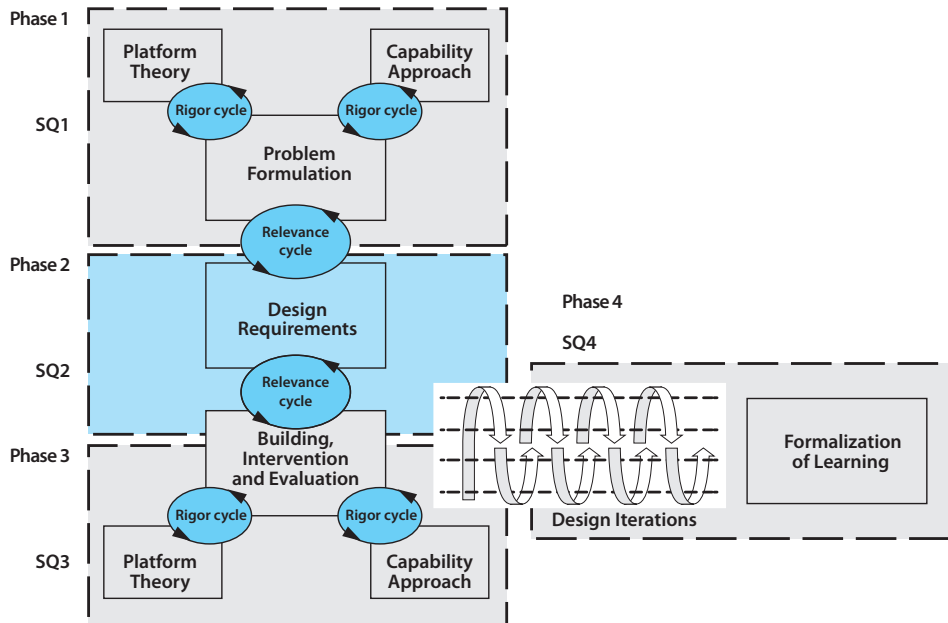 Phase 1
Platform
Theory
Capability
Approach
Rigor cycle
Rigor cycle
SQ1
Problem
Formulation
Relevance
cycle
Phase 2
Design
Requirements
SQ2
Relevance
cycle
Phase 3
Building,
Intervention
and Evaluation
Rigor cycle
Rigor cycle
SQ3
Platform
Theory
Capability
Approach
Phase 4
SQ4
Design Iterations
Formalization
of Learning